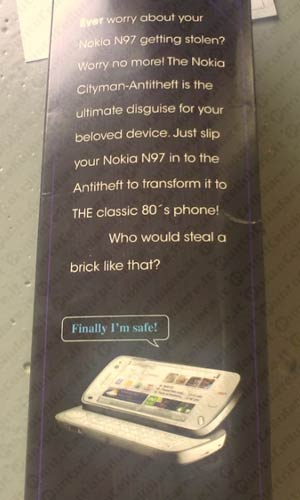 Ever worry about your
Nokia N97 getting stolen?
Worry no more! The Nokia
Cityman-Antitheft is the
ultimate disguise for your
beloved device. Just slip
your Nokia N97 in to the
Antitheft to transform it to
THE classic 80´s phone!
Who would steal a
brick like that?
Finally I'm safe!